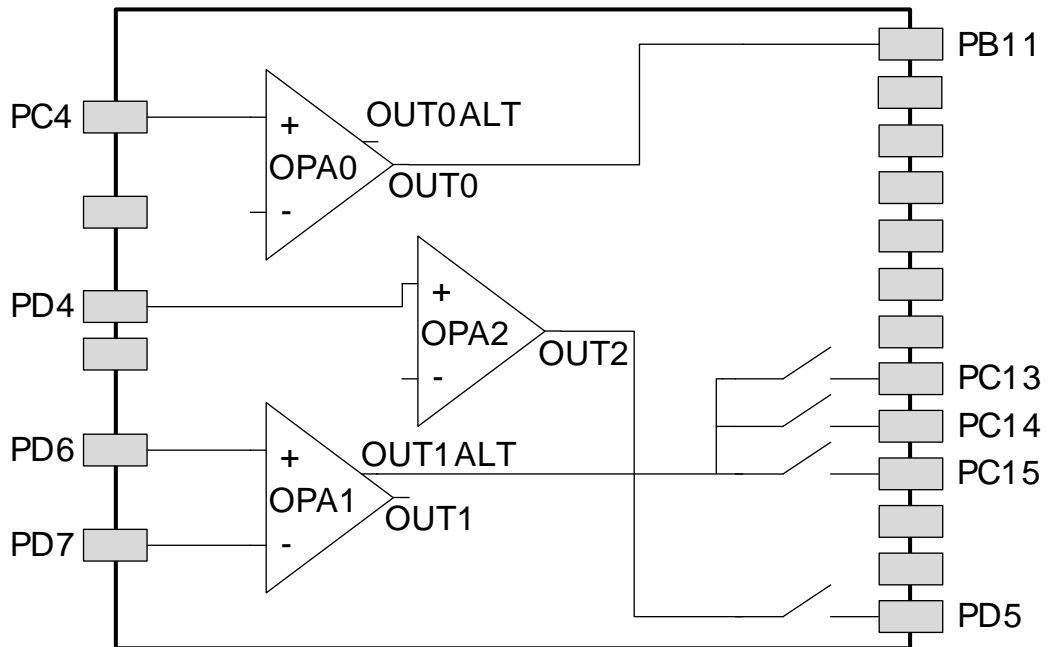 PB11
PC4
+
OUT0ALT
OPA0
OUT0
-
PD4
+
OPA2
OUT2
-
PC13
PC14
PD6
+
OUT1ALT
PC15
OPA1
OUT1
PD7
-
PD5